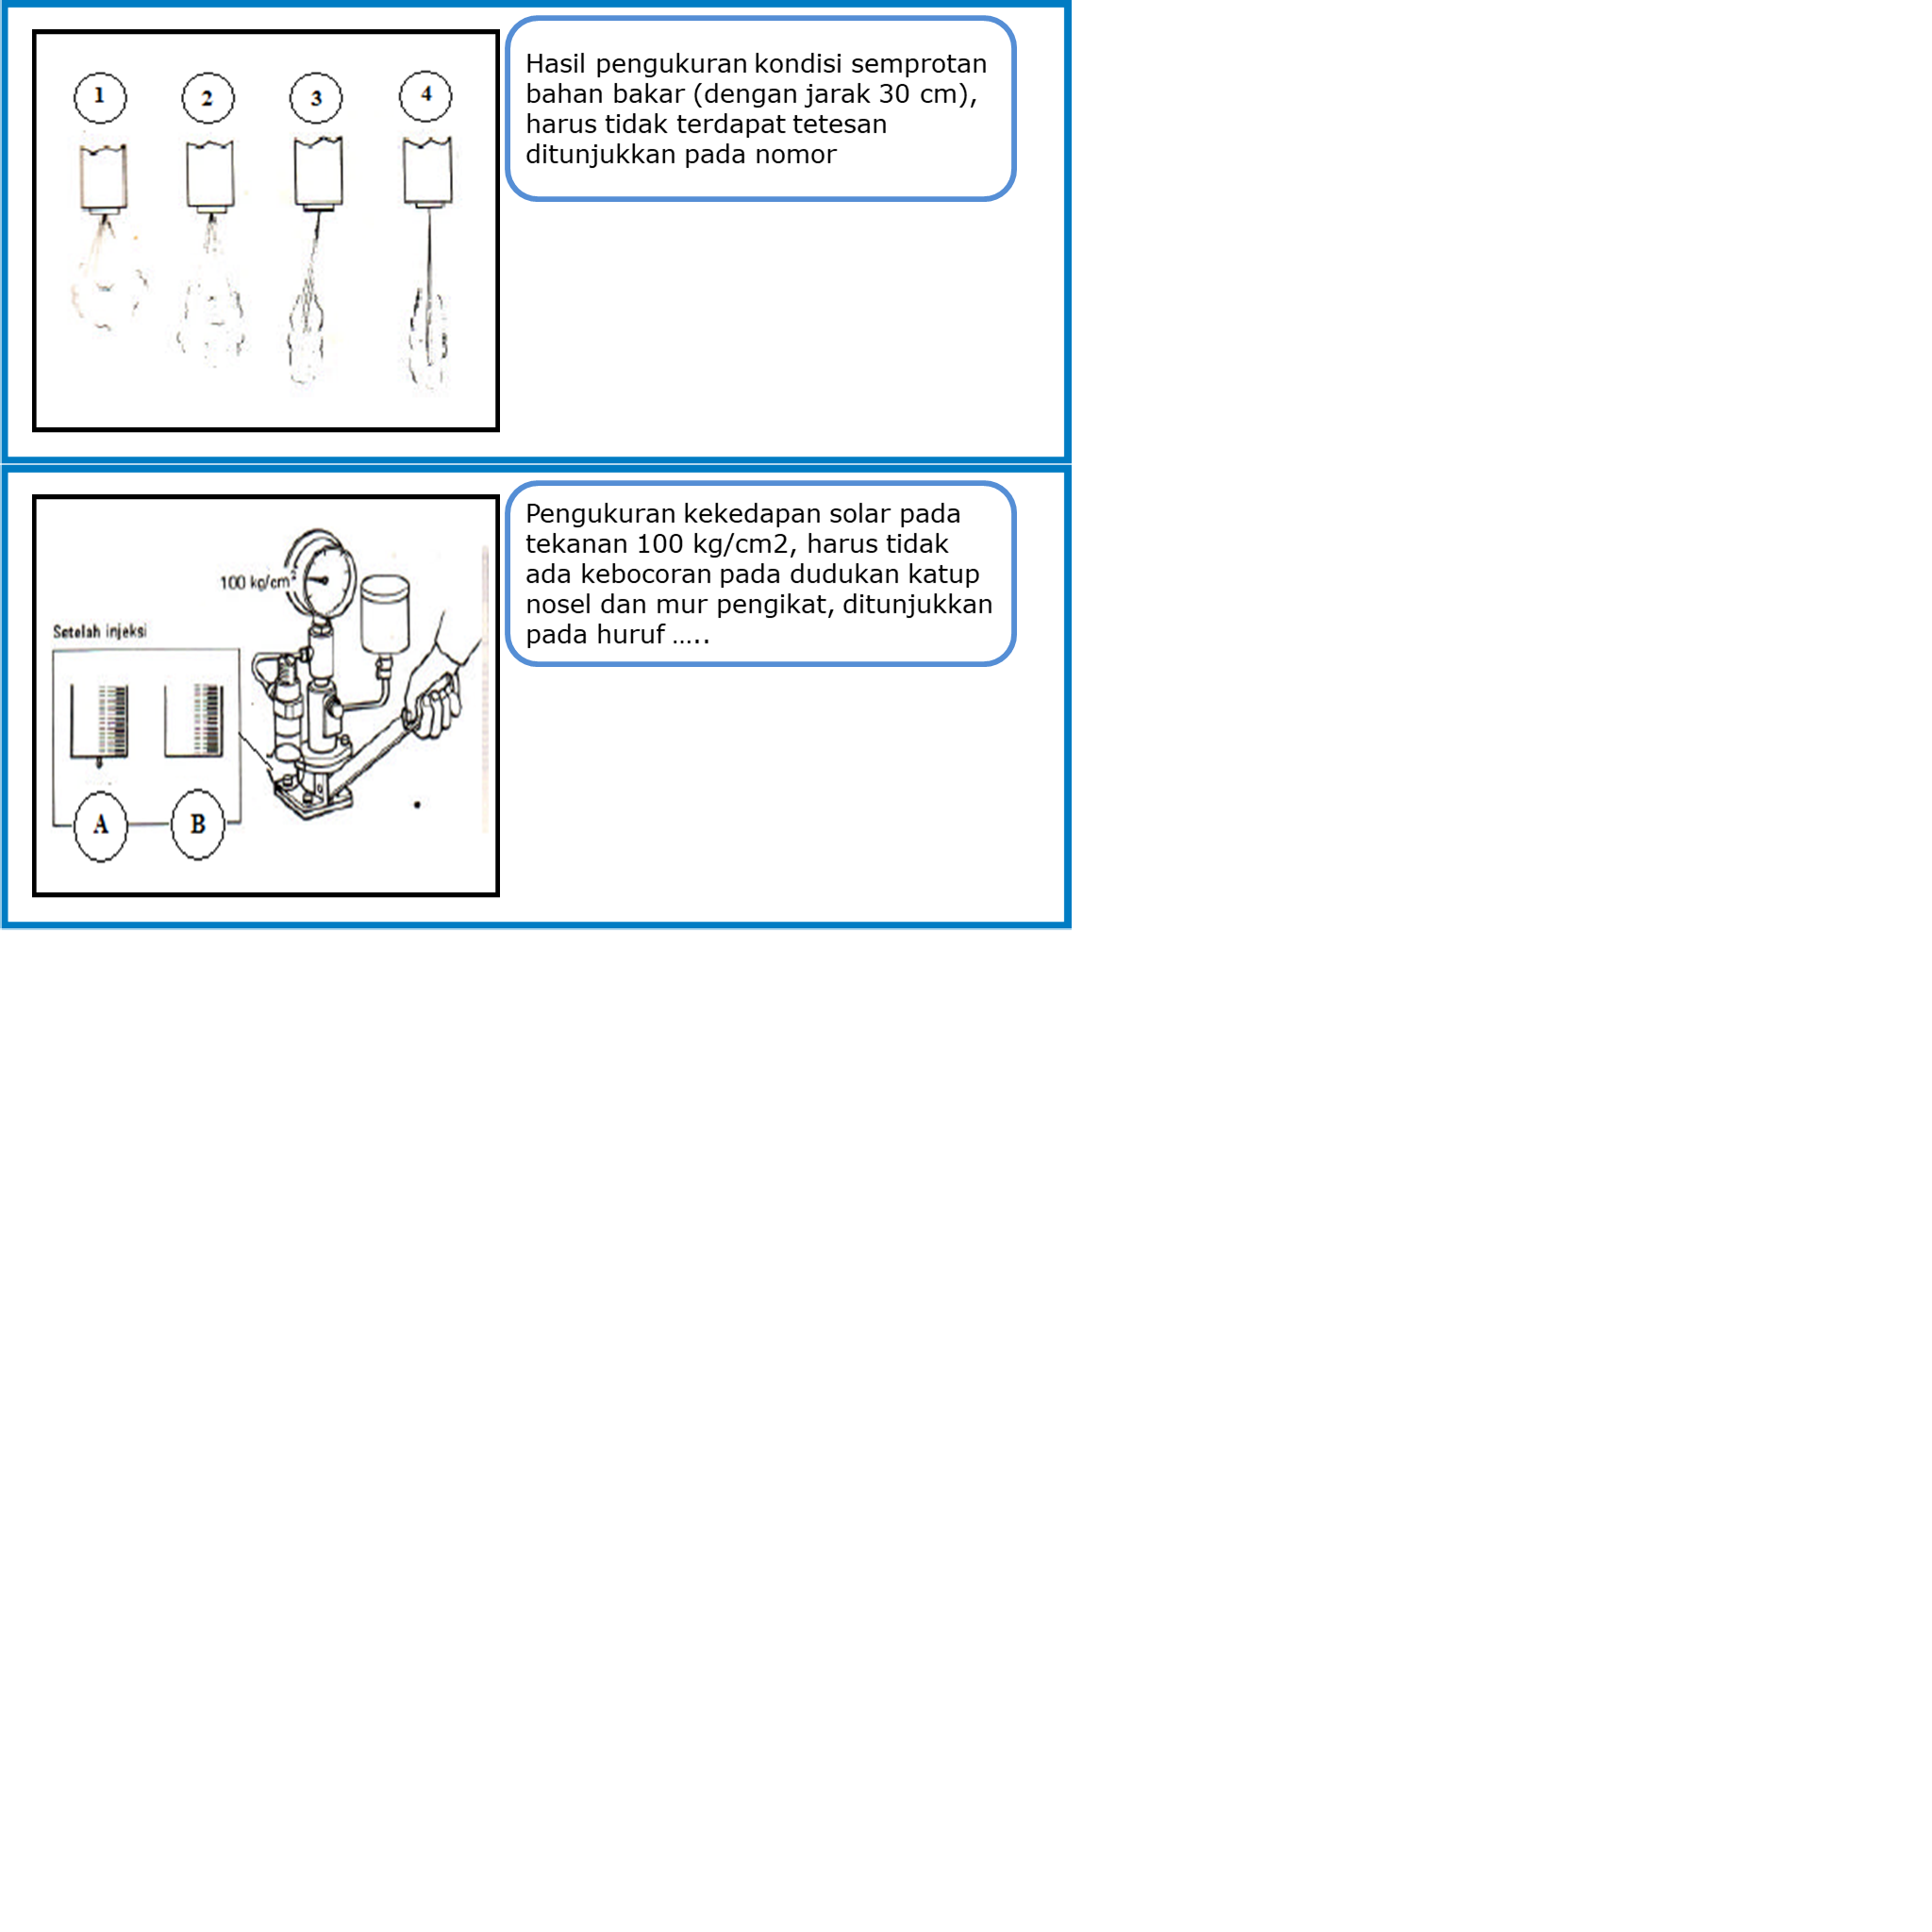 1 2 3 4
Hasil pengukuran kondisi semprotan
bahan bakar (dengan jarak 30 cm),
harus tidak terdapat tetesan
ditunjukkan pada nomor
100 kg/cm²
Setelah injeksi
A B
Pengukuran kekedapan solar pada
tekanan 100 kg/cm2, harus tidak
ada kebocoran pada dudukan katup
nosel dan mur pengikat, ditunjukkan
pada huruf …..